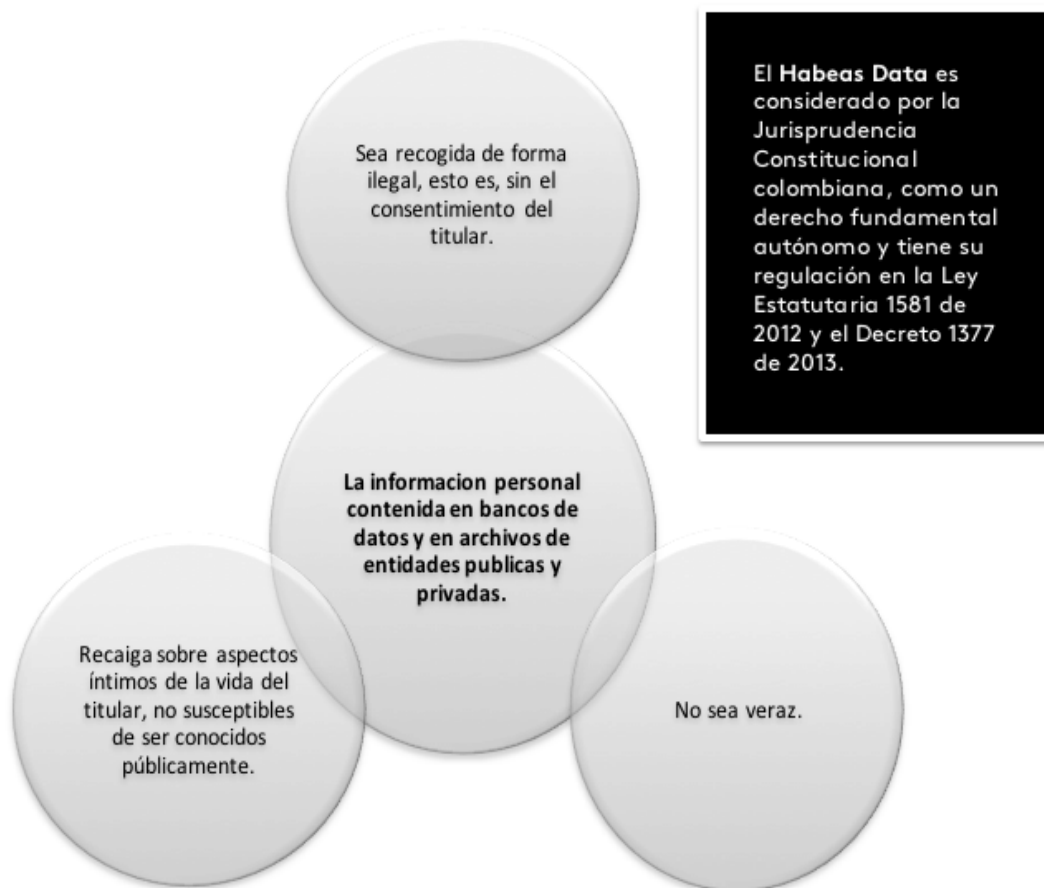 Sea recogida de forma
ilegal, esto es, sin el
consentimiento del
titular.
El Habeas Data es
considerado por la
Jurisprudencia
Constitucional
colombiana, como un
derecho fundamental
autónomo y tiene su
regulación en la Ley
Estatutaria 1581 de
2012 y el Decreto 1377
de 2013.
La informacion personal
contenida en bancos de
datos y en archivos de
entidades publicas y
privadas.
Recaiga sobre aspectos
íntimos de la vida del
titular, no susceptibles
de ser conocidos
públicamente.
No sea veraz.